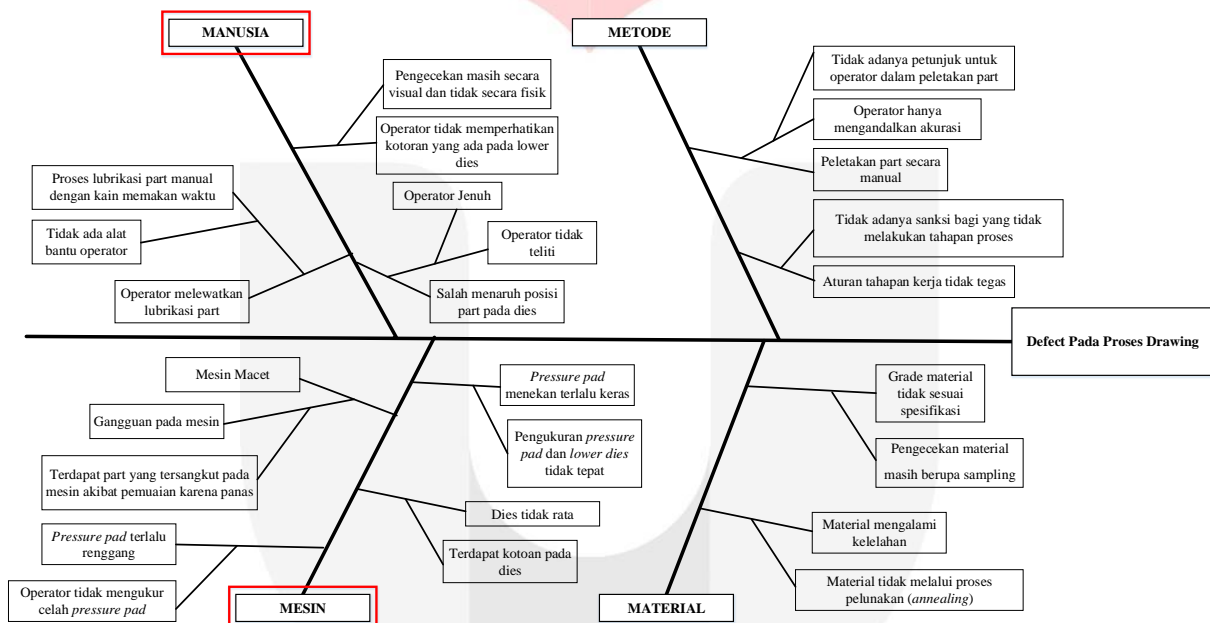 MANUSIA
METODE
Pengecekan masih secara
visual dan tidak secara fisik
Operator tidak memperhatikan
kotoran yang ada pada lower
dies
Proses lubrikasi part manual
dengan kain memakan waktu
Tidak ada alat
bantu operator
Operator melewatkan
lubrikasi part
Operator Jenuh
Operator tidak
teliti
Salah menaruh posisi
part pada dies
Tidak adanya petunjuk untuk
operator dalam peletakan part
Operator hanya
mengandalkan akurasi
Peletakan part secara
manual
Tidak adanya sanksi bagi yang tidak
melakukan tahapan proses
Aturan tahapan kerja tidak tegas
Defect Pada Proses Drawing
Mesin Macet
Gangguan pada mesin
Terdapat part yang tersangkut pada
mesin akibat pemuaian karena panas
Pressure pad terlalu
renggang
Operator tidak mengukur
celah pressure pad
Pressure pad
menekan terlalu keras
Pengukuran pressure
pad dan lower dies
tidak tepat
Dies tidak rata
Terdapat kotoan pada
dies
Grade material
tidak sesuai
spesifikasi
Pengecekan material
masih berupa sampling
Material mengalami
kelelahan
Material tidak melalui proses
pelunakan (annealing)
MESIN
MATERIAL